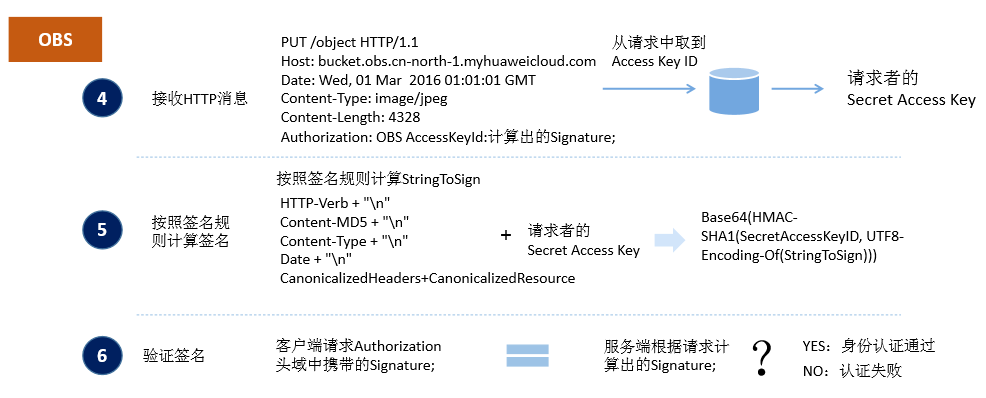 OBS
4
接收HTTP消息
PUT /object HTTP/1.1
Host: bucket.obs.cn-north-1.myhuaweicloud.com
Date: Wed, 01 Mar  2016 01:01:01 GMT
Content-Type: image/jpeg
Content-Length: 4328
Authorization: OBS AccessKeyId:计算出的Signature;
从请求中取到
Access Key ID
请求者的
Secret Access Key
5
按照签名规
则计算签名
按照签名规则计算StringToSign
HTTP-Verb + "\n"
Content-MD5 + "\n"
Content-Type + "\n"
Date + "\n"
CanonicalizedHeaders+CanonicalizedResource
+
请求者的
Secret Access Key
Base64(HMAC-
SHA1(SecretAccessKeyID, UTF8-
Encoding-Of(StringToSign)))
6
验证签名
客户端请求Authorization
头域中携带的Signature;
服务端根据请求计
算出的Signature;
?
YES：身份认证通过
NO：认证失败